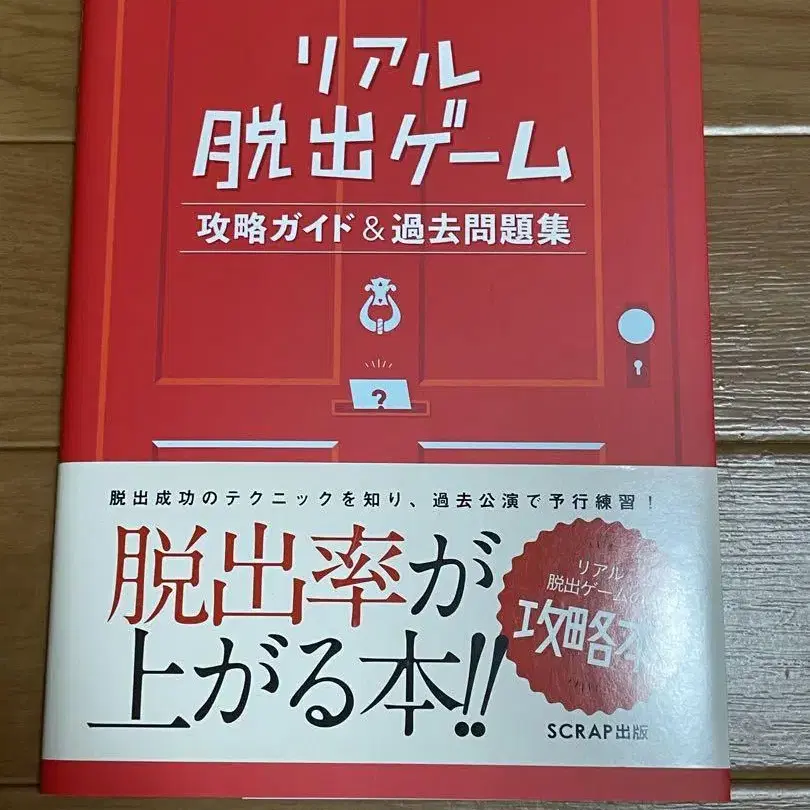 リアル
脱出ゲーム
攻略ガイド&過去問題集
?
脱出成功のテクニックを知り、過去公演で予行練習!
脱出率が
上がる本!!
リアル
脱出ゲームの
攻略本
SCRAP出版